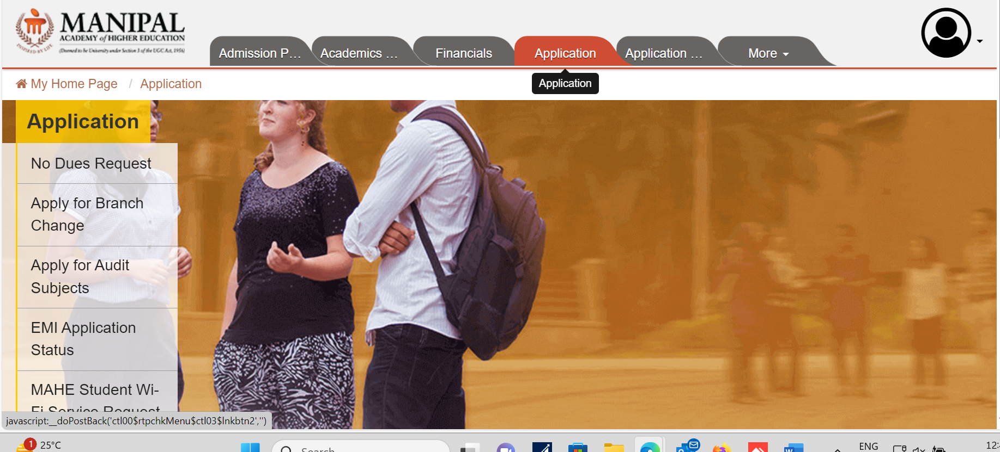 MANIPAL
ACADEMY of HIGHER EDUCATION
(Deemed to be University under Section 3 of the UGC Act, 1956)
INSPIRED BY LIFE
Admission P... Academics ... Financials Application Application ... More
Application
My Home Page / Application
Application
No Dues Request
Apply for Branch
Change
Apply for Audit
Subjects
EMI Application
Status
MAHE Student Wi-
Fi Service Request
javascript:__doPostBack('ctl00$rtpchkMenu$ctl03$lnkbtn2','')
1 25°C Search ENG